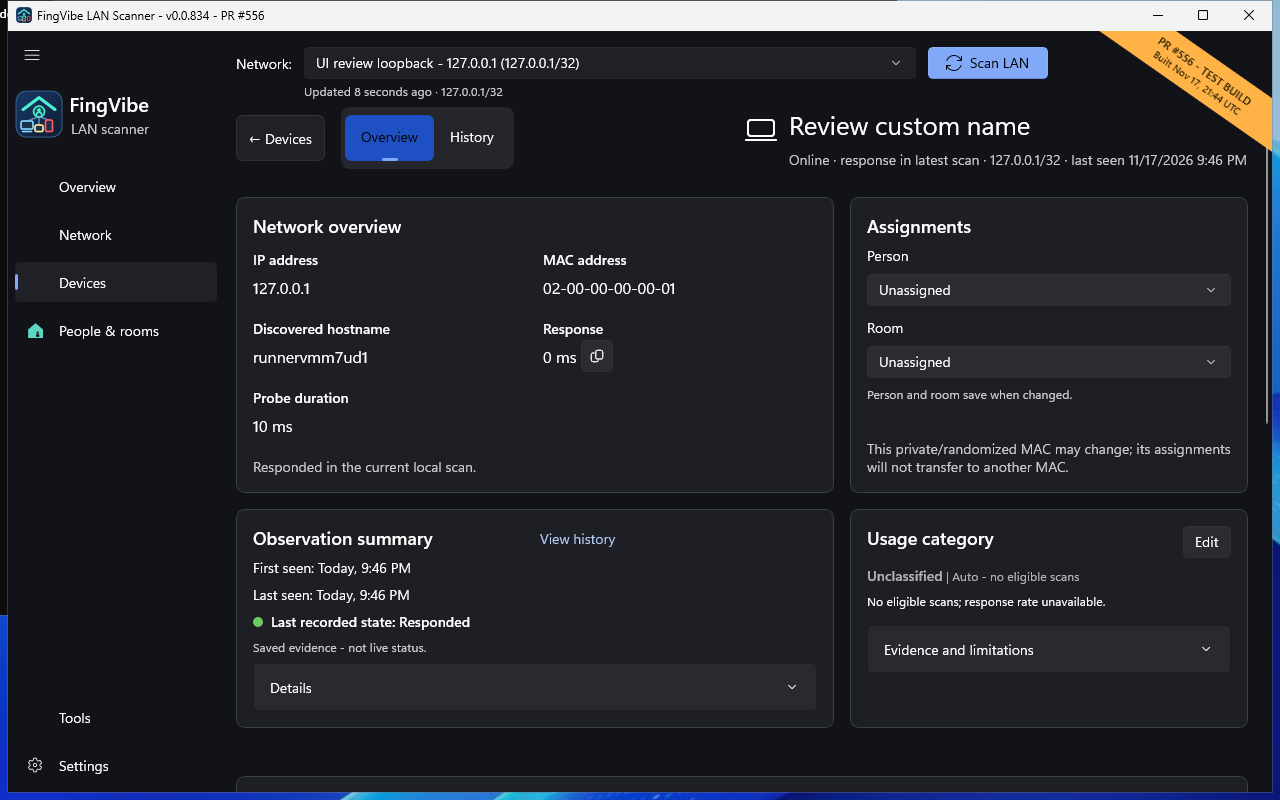 FingVibe LAN Scanner - v0.0.834 - PR #556
Network:
UI review loopback - 127.0.0.1 (127.0.0.1/32)
Scan LAN
Updated 8 seconds ago · 127.0.0.1/32
PR #556 - TEST BUILD
Built Nov 17, 21:44 UTC
FingVibe
LAN scanner
← Devices
Overview
History
Review custom name
Online · response in latest scan · 127.0.0.1/32 · last seen 11/17/2026 9:46 PM
Overview
Network
Devices
People & rooms
Tools
Settings
Network overview
IP address
127.0.0.1
MAC address
02-00-00-00-00-01
Discovered hostname
runnervmm7ud1
Response
0 ms
Probe duration
10 ms
Responded in the current local scan.
Assignments
Person
Unassigned
Room
Unassigned
Person and room save when changed.
This private/randomized MAC may change; its assignments
will not transfer to another MAC.
Observation summary
View history
First seen: Today, 9:46 PM
Last seen: Today, 9:46 PM
Last recorded state: Responded
Saved evidence - not live status.
Details
Usage category
Edit
Unclassified | Auto - no eligible scans
No eligible scans; response rate unavailable.
Evidence and limitations